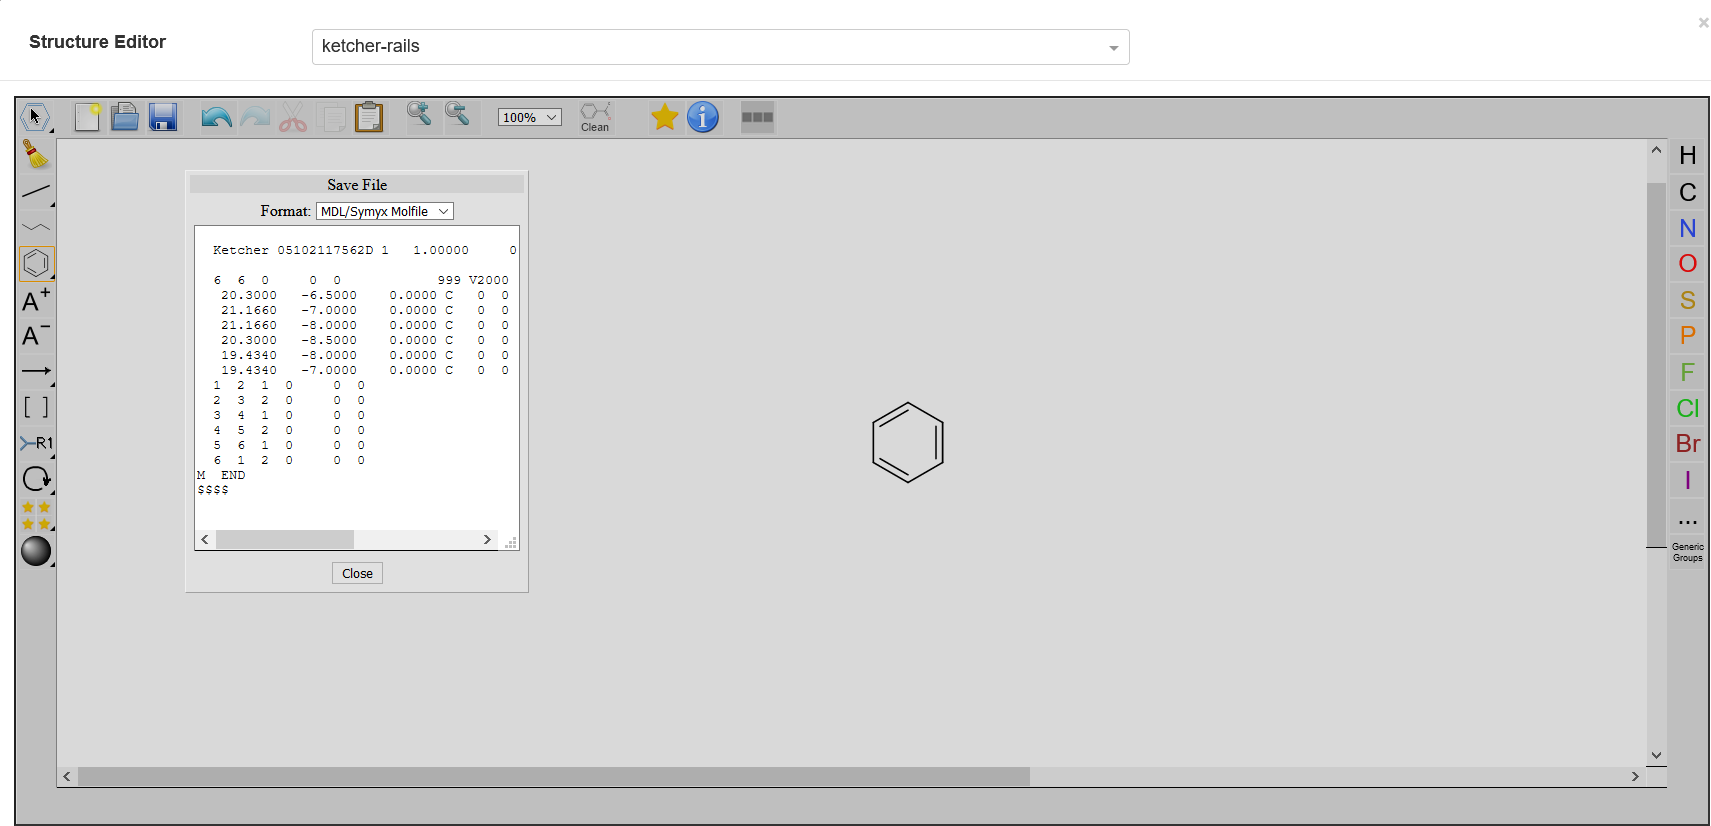 ×
Structure Editor
ketcher-rails
100%
Clean
Save File
Format: MDL/Symyx Molfile
Ketcher 05102117562D 1   1.00000     0
6  6  0     0  0            999 V2000
20.3000   -6.5000    0.0000 C   0  0
21.1660   -7.0000    0.0000 C   0  0
21.1660   -8.0000    0.0000 C   0  0
20.3000   -8.5000    0.0000 C   0  0
19.4340   -8.0000    0.0000 C   0  0
19.4340   -7.0000    0.0000 C   0  0
1  2  1  0     0  0
2  3  2  0     0  0
3  4  1  0     0  0
4  5  2  0     0  0
5  6  1  0     0  0
6  1  2  0     0  0
M  END
$$$$
Close
A+
A−
[ ]
R1
H
C
N
O
S
P
F
Cl
Br
I
...
Generic
Groups